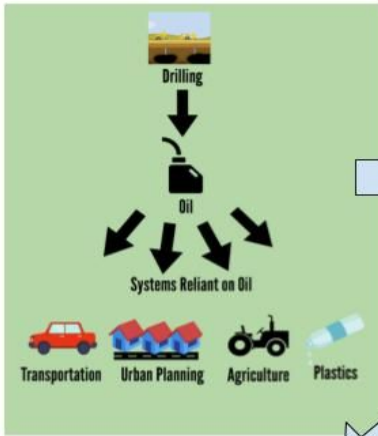 Drilling
Oil
Systems Reliant on Oil
Transportation Urban Planning Agriculture Plastics